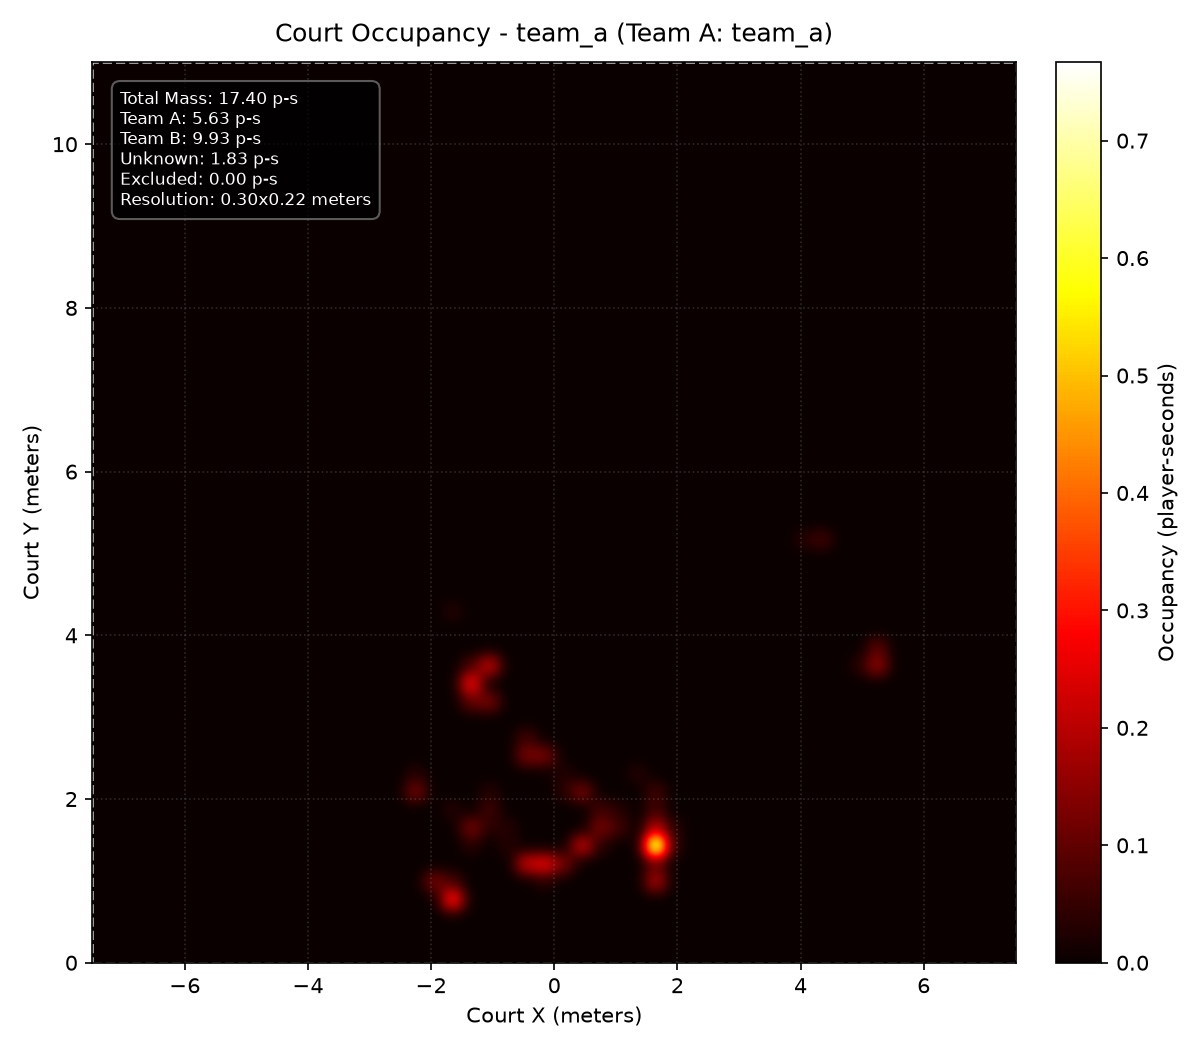 Court Occupancy - team_a (Team A: team_a)
Total Mass: 17.40 p-s
Team A: 5.63 p-s
Team B: 9.93 p-s
Unknown: 1.83 p-s
Excluded: 0.00 p-s
Resolution: 0.30x0.22 meters
10
8
6
4
2
0
Court Y (meters)
−6
−4
−2
0
2
4
6
Court X (meters)
0.7
0.6
0.5
0.4
0.3
0.2
0.1
0.0
Occupancy (player-seconds)